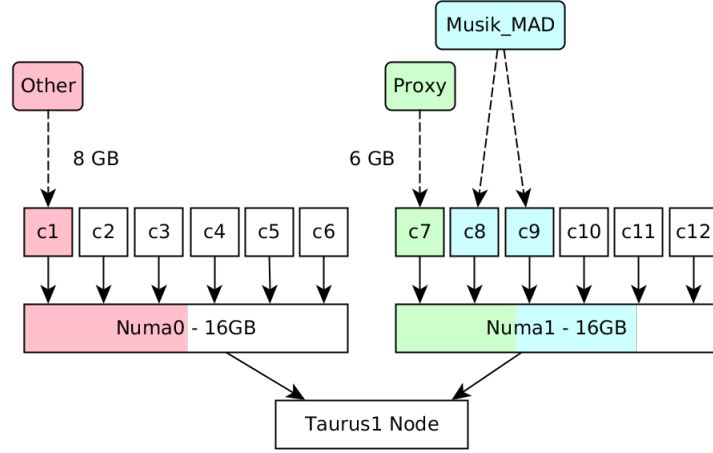 Musik_MAD
Other
Proxy
8 GB
6 GB
c1 c2 c3 c4 c5 c6 c7 c8 c9 c10 c11 c12
Numa0 - 16GB
Numa1 - 16GB
Taurus1 Node